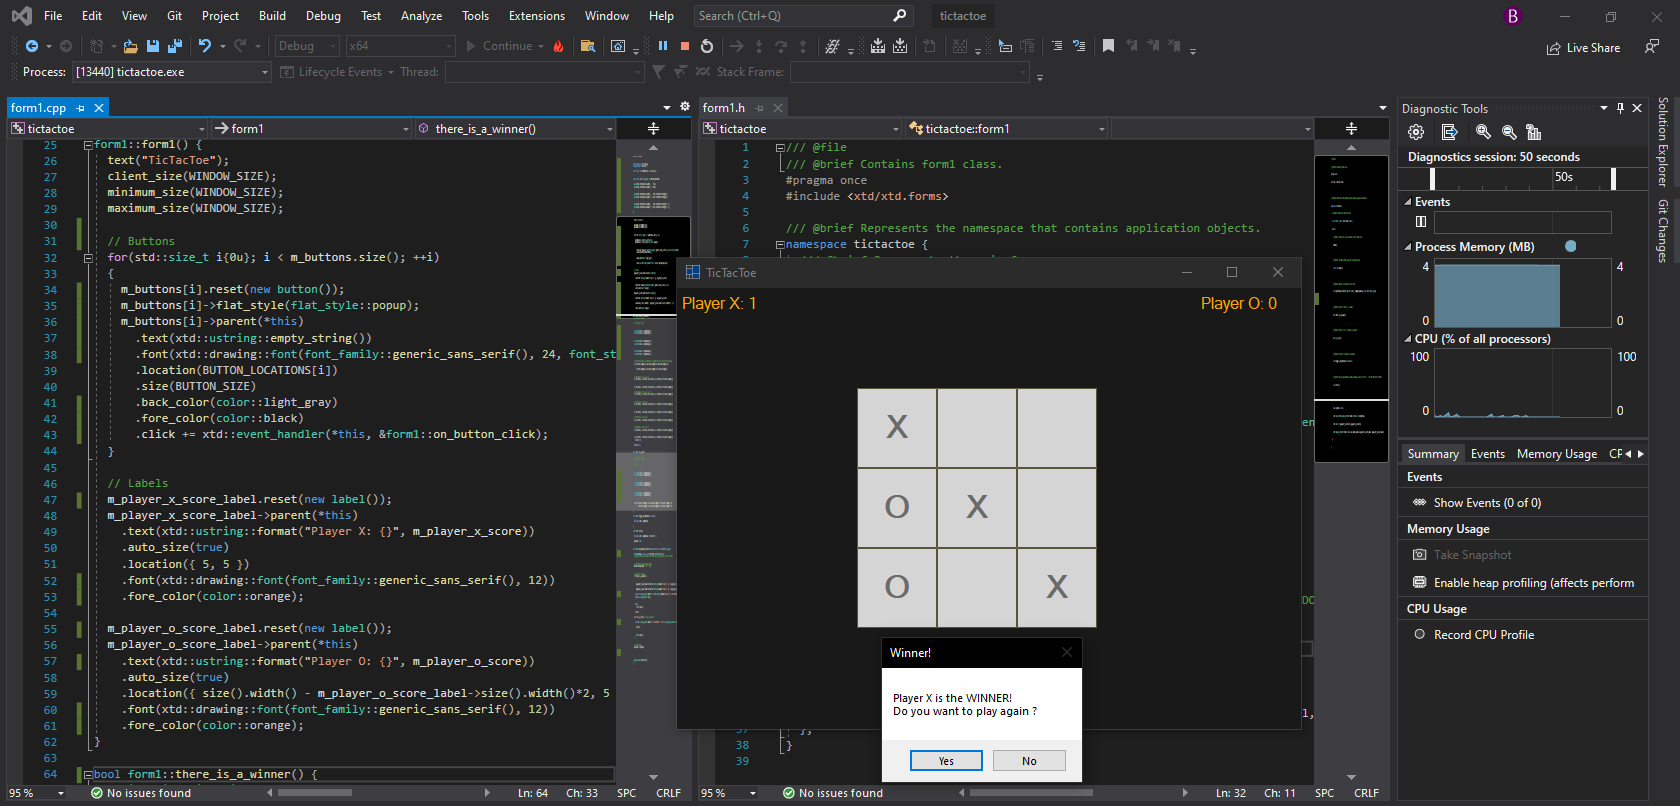 File Edit View Git Project Build Debug Test Analyze Tools Extensions Window Help Search (Ctrl+Q) tictactoe B
Debug x64 Continue Live Share
Process: [13440] tictactoe.exe Lifecycle Events Thread: Stack Frame:
form1.cpp
tictactoe form1 there_is_a_winner()
25 form1::form1() {
26 text("TicTacToe");
27 client_size(WINDOW_SIZE);
28 minimum_size(WINDOW_SIZE);
29 maximum_size(WINDOW_SIZE);
30
31 // Buttons
32 for(std::size_t i{0u}; i < m_buttons.size(); ++i)
33 {
34 m_buttons[i].reset(new button());
35 m_buttons[i]->flat_style(flat_style::popup);
36 m_buttons[i]->parent(*this)
37 .text(xtd::ustring::empty_string())
38 .font(xtd::drawing::font(font_family::generic_sans_serif(), 24, font_st
39 .location(BUTTON_LOCATIONS[i])
40 .size(BUTTON_SIZE)
41 .back_color(color::light_gray)
42 .fore_color(color::black)
43 .click += xtd::event_handler(*this, &form1::on_button_click);
44 }
45
46 // Labels
47 m_player_x_score_label.reset(new label());
48 m_player_x_score_label->parent(*this)
49 .text(xtd::ustring::format("Player X: {}", m_player_x_score))
50 .auto_size(true)
51 .location({ 5, 5 })
52 .font(xtd::drawing::font(font_family::generic_sans_serif(), 12))
53 .fore_color(color::orange);
54
55 m_player_o_score_label.reset(new label());
56 m_player_o_score_label->parent(*this)
57 .text(xtd::ustring::format("Player O: {}", m_player_o_score))
58 .auto_size(true)
59 .location({ size().width() - m_player_o_score_label->size().width()*2, 5
60 .font(xtd::drawing::font(font_family::generic_sans_serif(), 12))
61 .fore_color(color::orange);
62 }
63
64 bool form1::there_is_a_winner() {
95 % No issues found Ln: 64 Ch: 33 SPC CRLF
form1.h
tictactoe tictactoe::form1
1 /// @file
2 /// @brief Contains form1 class.
3 #pragma once
4 #include <xtd/xtd.forms>
5
6 /// @brief Represents the namespace that contains application objects.
7 namespace tictactoe {
en
DO
l,
};
38 }
39
95 % No issues found Ln: 32 Ch: 11 SPC CRLF
TicTacToe
Player X: 1 Player O: 0
X
O X
O X
Winner!
Player X is the WINNER!
Do you want to play again ?
Yes No
Diagnostic Tools
Diagnostics session: 50 seconds
50s
Events
Process Memory (MB)
4 4
0 0
CPU (% of all processors)
100 100
0 0
Summary Events Memory Usage CP
Events
Show Events (0 of 0)
Memory Usage
Take Snapshot
Enable heap profiling (affects perform
CPU Usage
Record CPU Profile
Solution Explorer
Git Changes